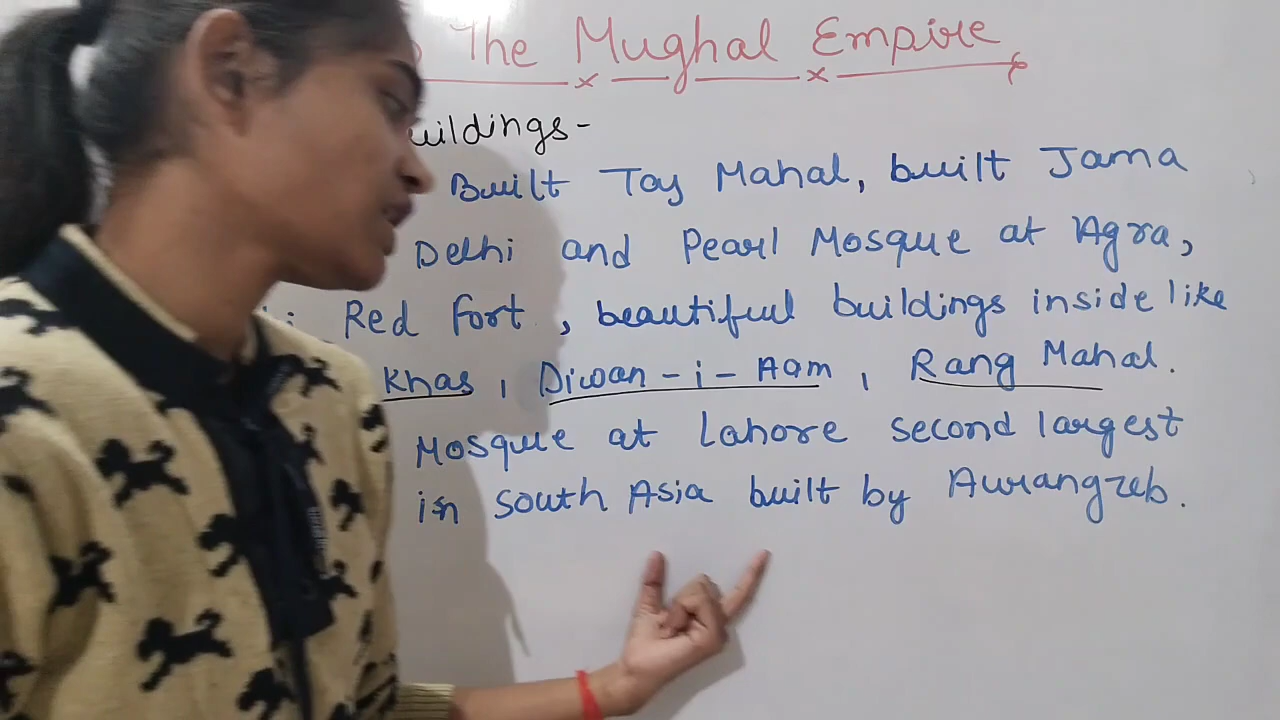 The Mughal Empire
uildings-
Built Taj Mahal, built Jama
Delhi and Pearl Mosque at Agra,
Red Fort, beautiful buildings inside like
Khas, Diwan-i-Aam, Rang Mahal.
Mosque at Lahore second largest
in south Asia built by Aurangzeb.